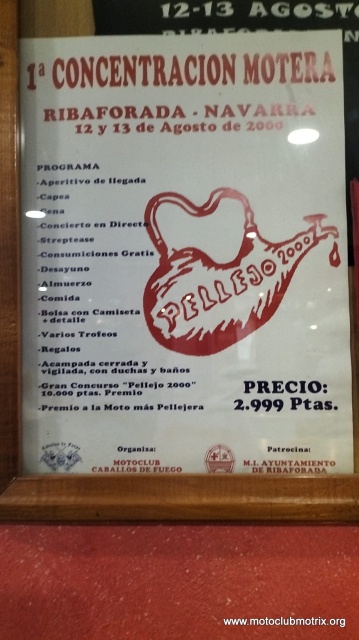 12-13 AGOSTO
1ª CONCENTRACION MOTERA
RIBAFORADA - NAVARRA
12 y 13 de Agosto de 2000
PROGRAMA
-Aperitivo de llegada
-Capea
-Cena
-Concierto en Directo
-Streptease
-Consumiciones Gratis
-Desayuno
-Almuerzo
-Comida
-Bolsa con Camiseta
+ detalle
-Varios Trofeos
-Regalos
-Acampada cerrada y
vigilada, con duchas y baños
-Gran Concurso "Pellejo 2000"
10.000 ptas. Premio
-Premio a la Moto más Pellejera
PELLEJO 2000
PRECIO:
2.999 Ptas.
Organiza:
MOTOCLUB
CABALLOS DE FUEGO
Patrocina:
M.I. AYUNTAMIENTO
DE RIBAFORADA
www.motoclubmotrix.org